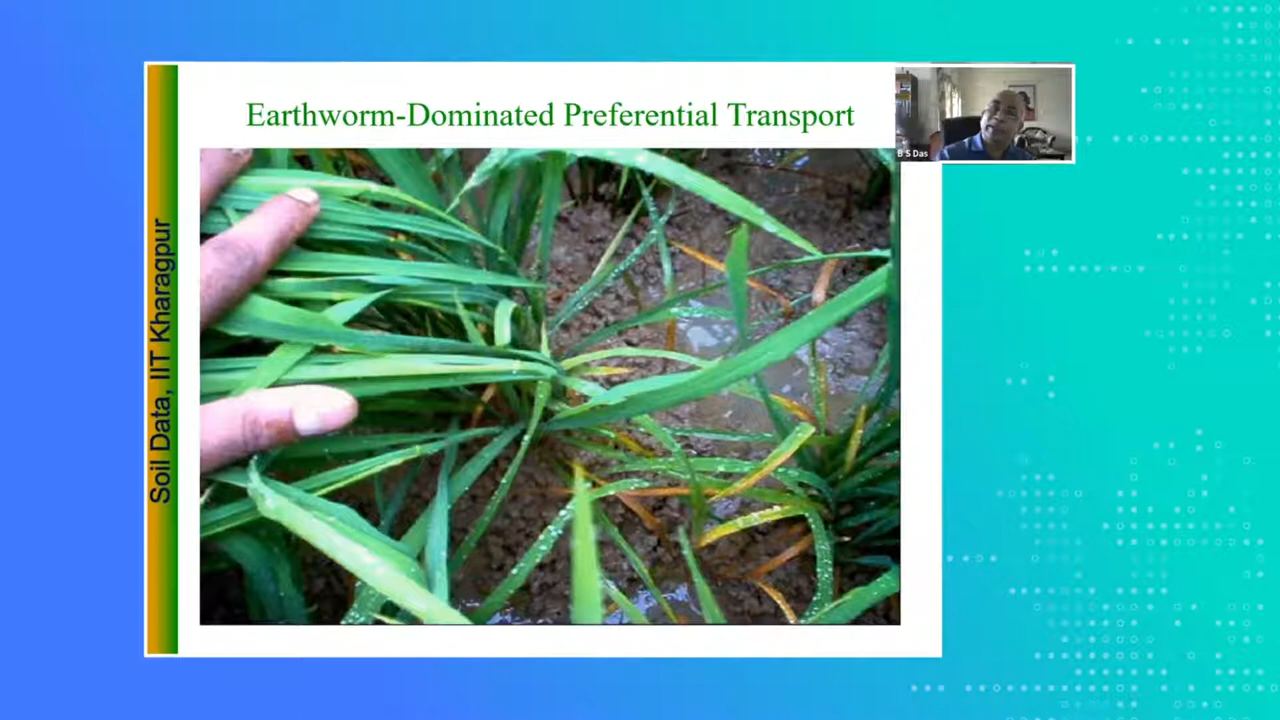 Earthworm-Dominated Preferential Transport
B S Das
Soil Data, IIT Kharagpur